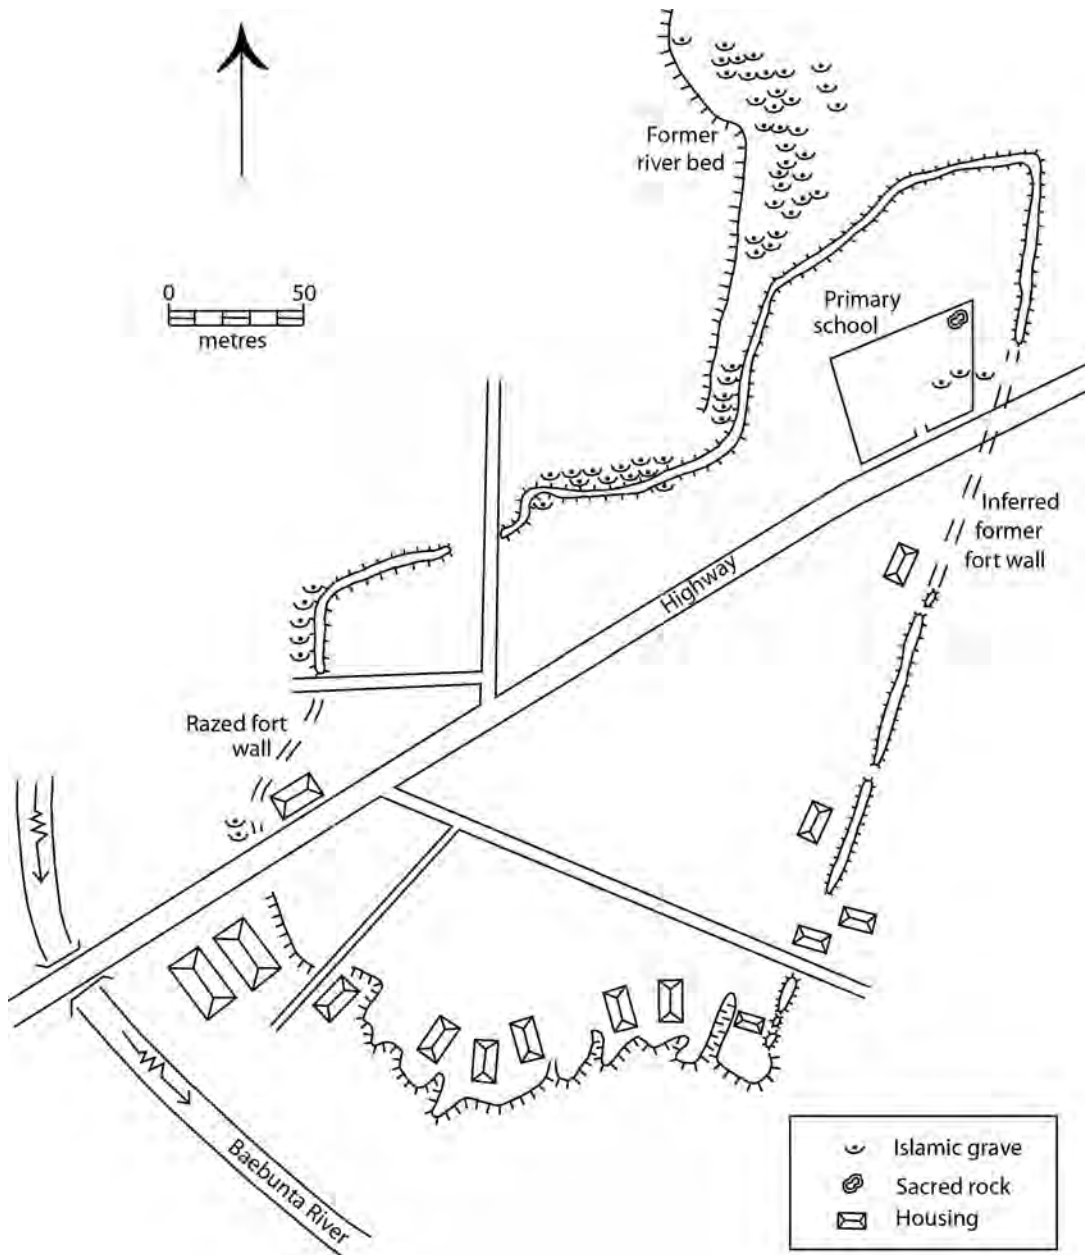 Former
river bed
0 50
metres
Primary
school
Inferred
former
fort wall
Highway
Razed fort
wall
Baebunta River
Islamic grave
Sacred rock
Housing